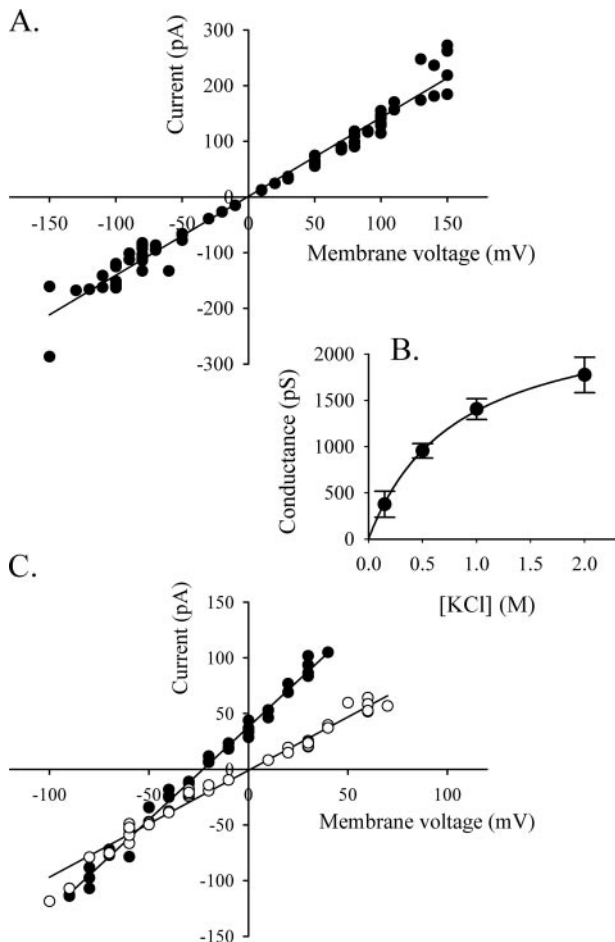 A.
Current (pA)
300
200
100
0
-150 -100 -50 0 50 100 150
Membrane voltage (mV)
-100
-200
-300
B.
Conductance (pS)
2000
1500
1000
500
0
0.0 0.5 1.0 1.5 2.0
[KCl] (M)
C.
Current (pA)
150
100
50
0
-100 -50 0 50 100
Membrane voltage (mV)
-50
-100
-150